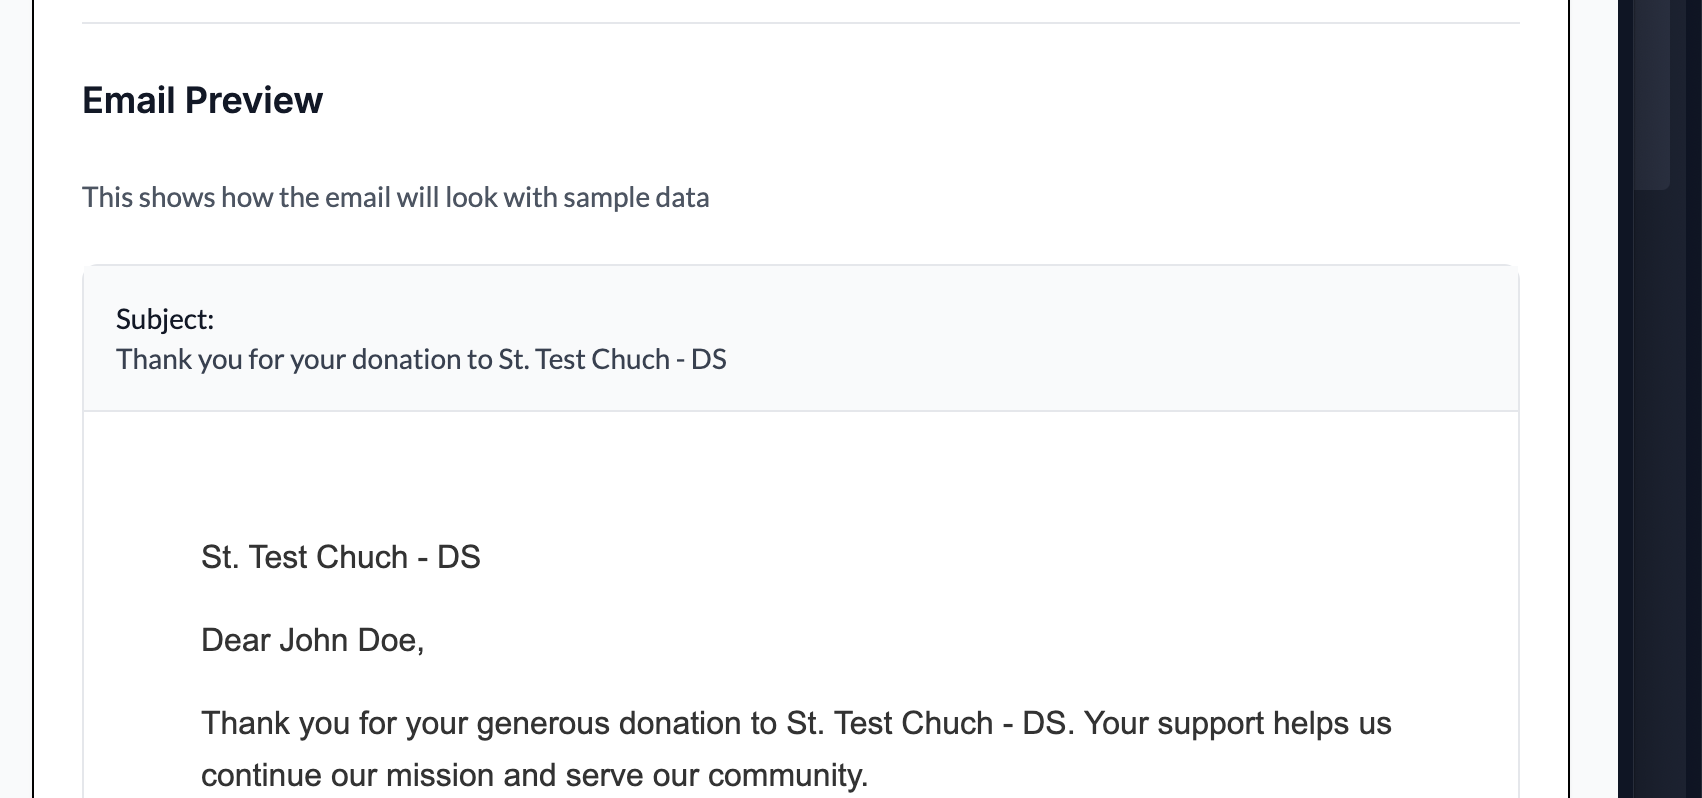 Email Preview
This shows how the email will look with sample data
Subject:
Thank you for your donation to St. Test Chuch - DS
St. Test Chuch - DS
Dear John Doe,
Thank you for your generous donation to St. Test Chuch - DS. Your support helps us
continue our mission and serve our community.